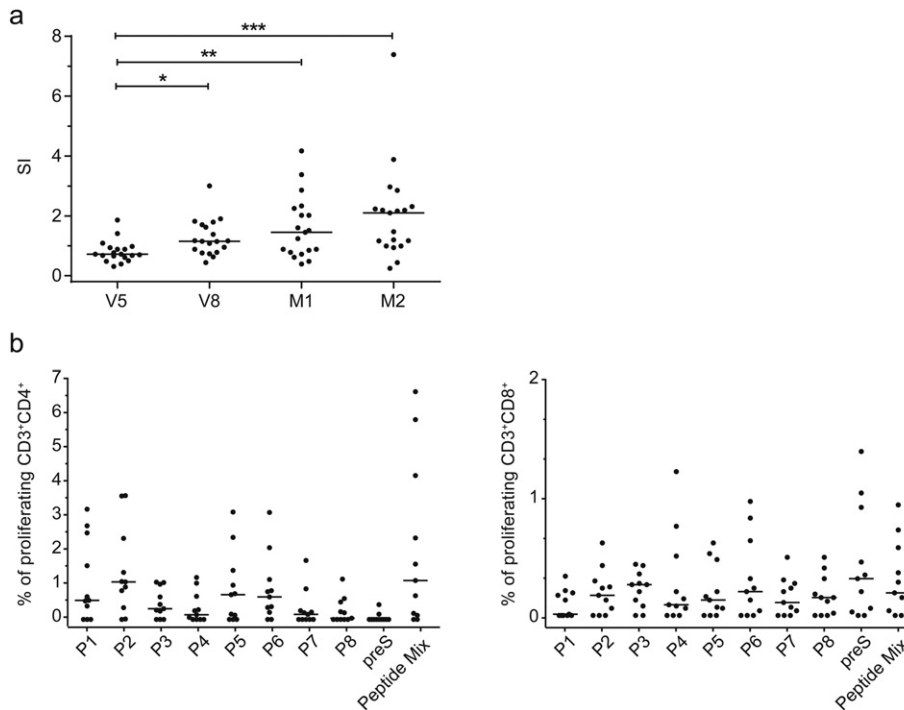 a
***
**
*
8
6
4
2
0
SI
V5 V8 M1 M2
b
7
6
5
4
3
2
1
0
% of proliferating CD3⁺CD4⁺
P1 P2 P3 P4 P5 P6 P7 P8 preS Peptide Mix
2
1
0
% of proliferating CD3⁺CD8⁺
P1 P2 P3 P4 P5 P6 P7 P8 preS Peptide Mix